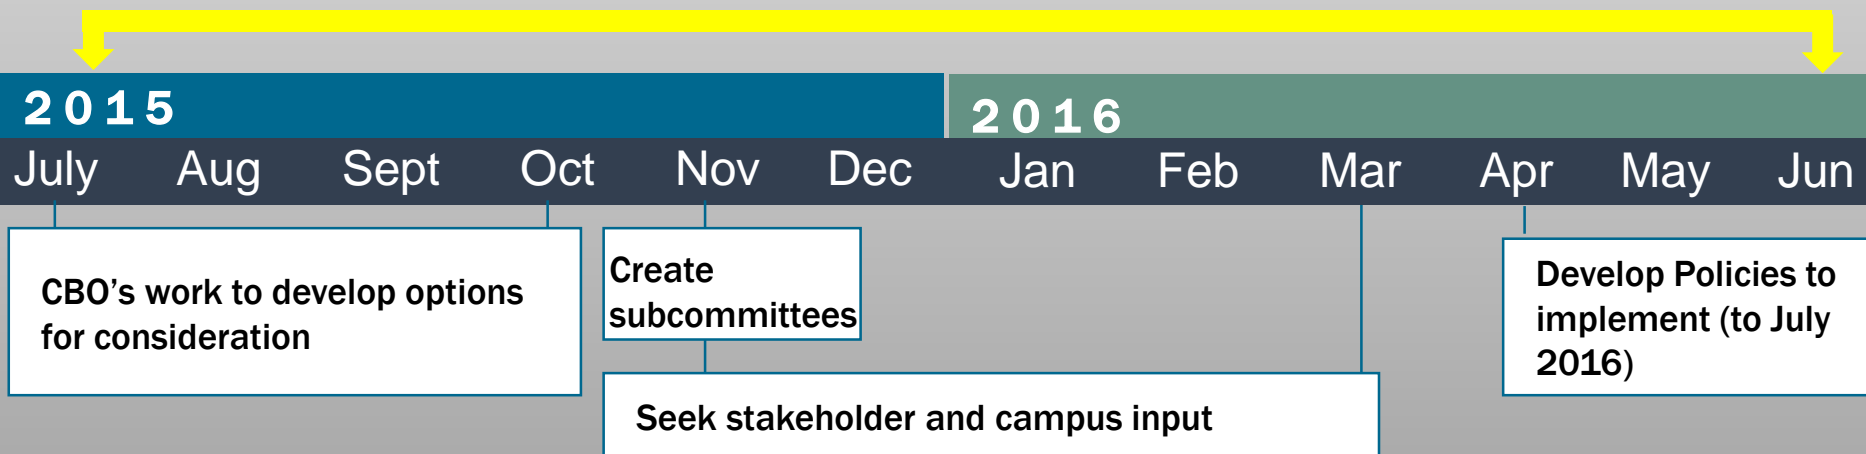 2015
2016
July Aug Sept Oct Nov Dec Jan Feb Mar Apr May Jun
CBO's work to develop options
for consideration
Create
subcommittees
Seek stakeholder and campus input
Develop Policies to
implement (to July
2016)